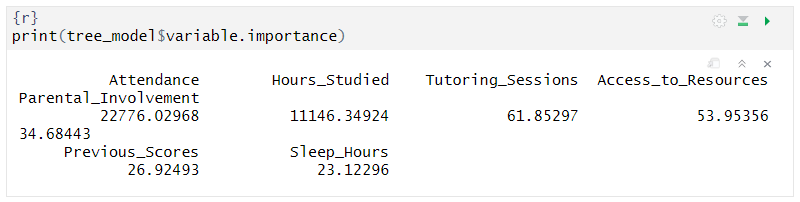 {r}
print(tree_model$variable.importance)
Attendance Hours_Studied Tutoring_Sessions Access_to_Resources
Parental_Involvement
22776.02968 11146.34924 61.85297 53.95356
34.68443
Previous_Scores Sleep_Hours
26.92493 23.12296